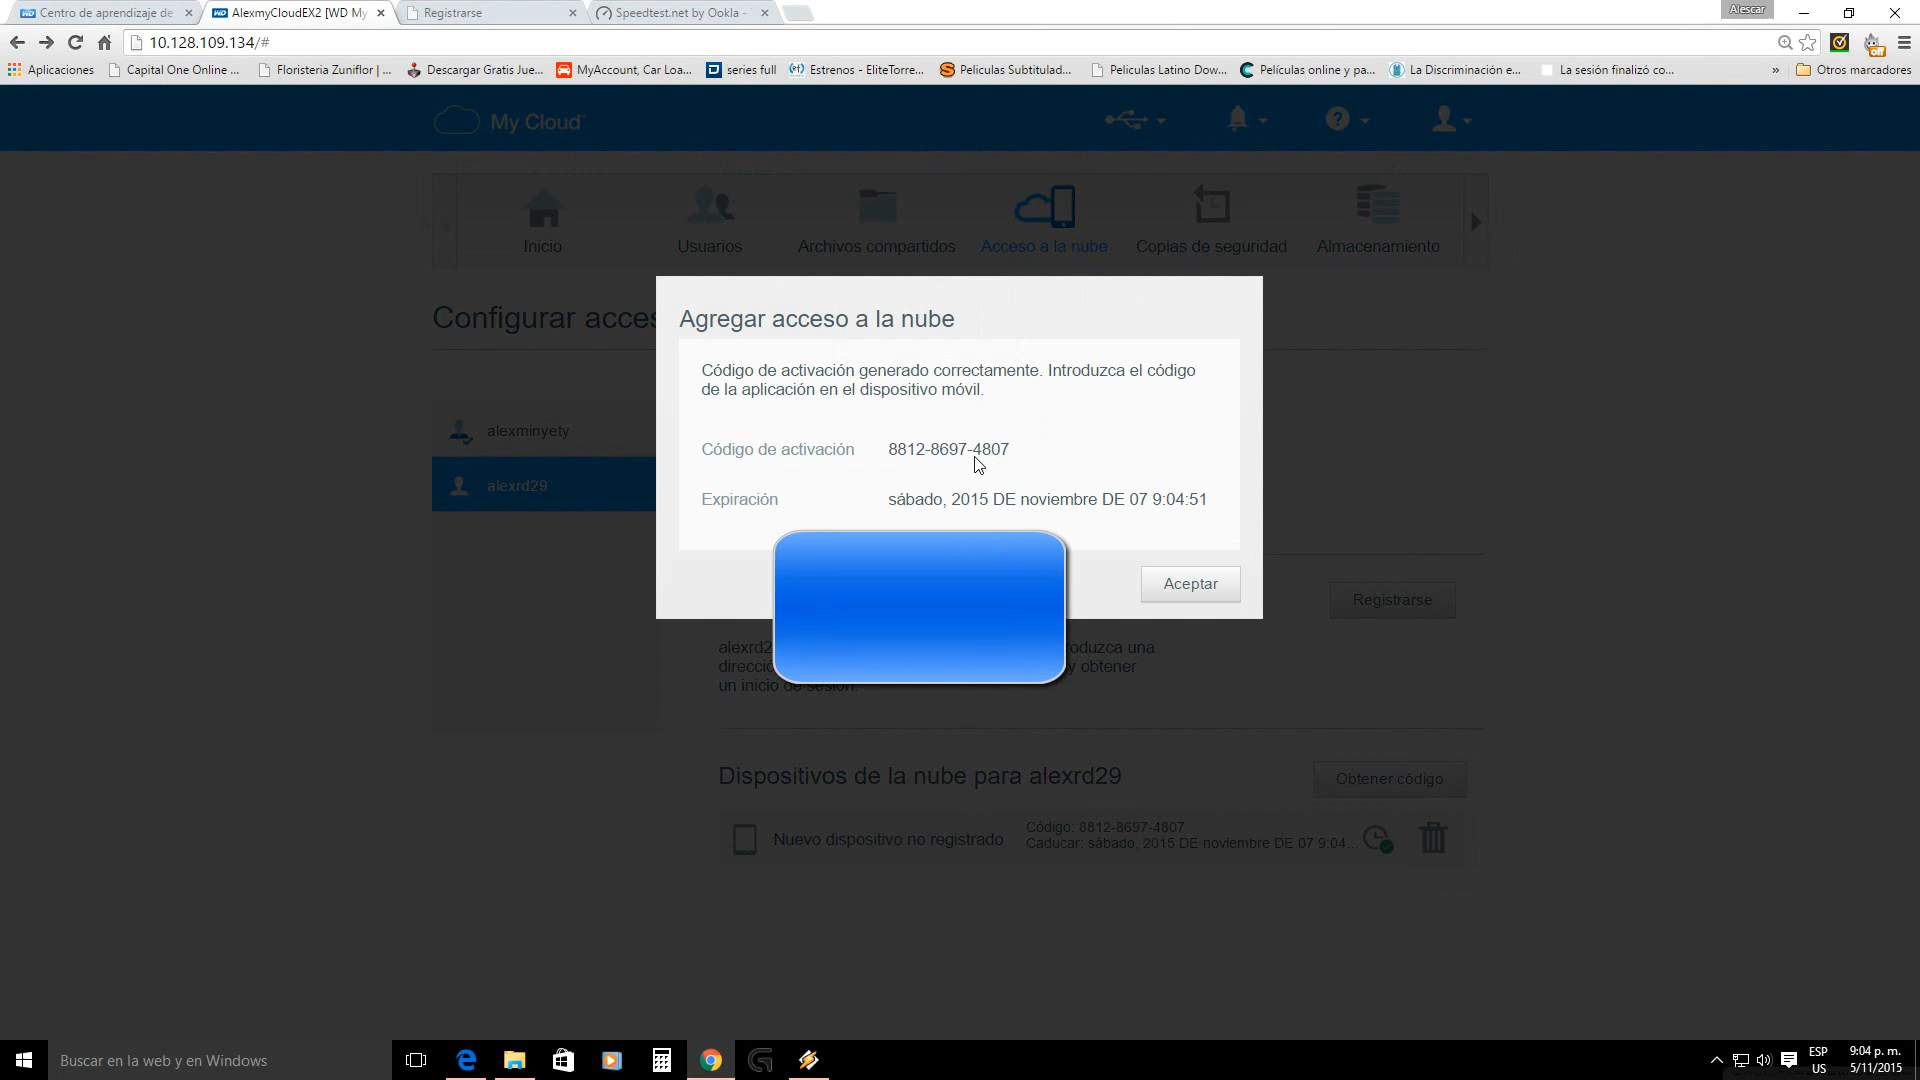 Centro de aprendizaje de
AlexmyCloudEX2 [WD My
Registrarse
Speedtest.net by Ookla -
Alescar
10.128.109.134/#
Aplicaciones
Capital One Online ...
Floristeria Zuniflor | ...
Descargar Gratis Jue...
MyAccount, Car Loa...
series full
Estrenos - EliteTorre...
Peliculas Subtitulad...
Peliculas Latino Dow...
Películas online y pa...
La Discriminación e...
La sesión finalizó co...
»
Otros marcadores
My Cloud
Inicio
Usuarios
Archivos compartidos
Acceso a la nube
Copias de seguridad
Almacenamiento
Configurar acce
Agregar acceso a la nube
Código de activación generado correctamente. Introduzca el código
de la aplicación en el dispositivo móvil.
alexminyety
Código de activación 8812-8697-4807
alexrd29
Expiración sábado, 2015 DE noviembre DE 07 9:04:51
Aceptar
Registrarse
alexrd2 roduzca una
direcció y obtener
un inicio de sesión.
Dispositivos de la nube para alexrd29
Obtener código
Nuevo dispositivo no registrado
Código: 8812-8697-4807
Caducar: sábado, 2015 DE noviembre DE 07 9:04...
Buscar en la web y en Windows
ESP
US
9:04 p. m.
5/11/2015